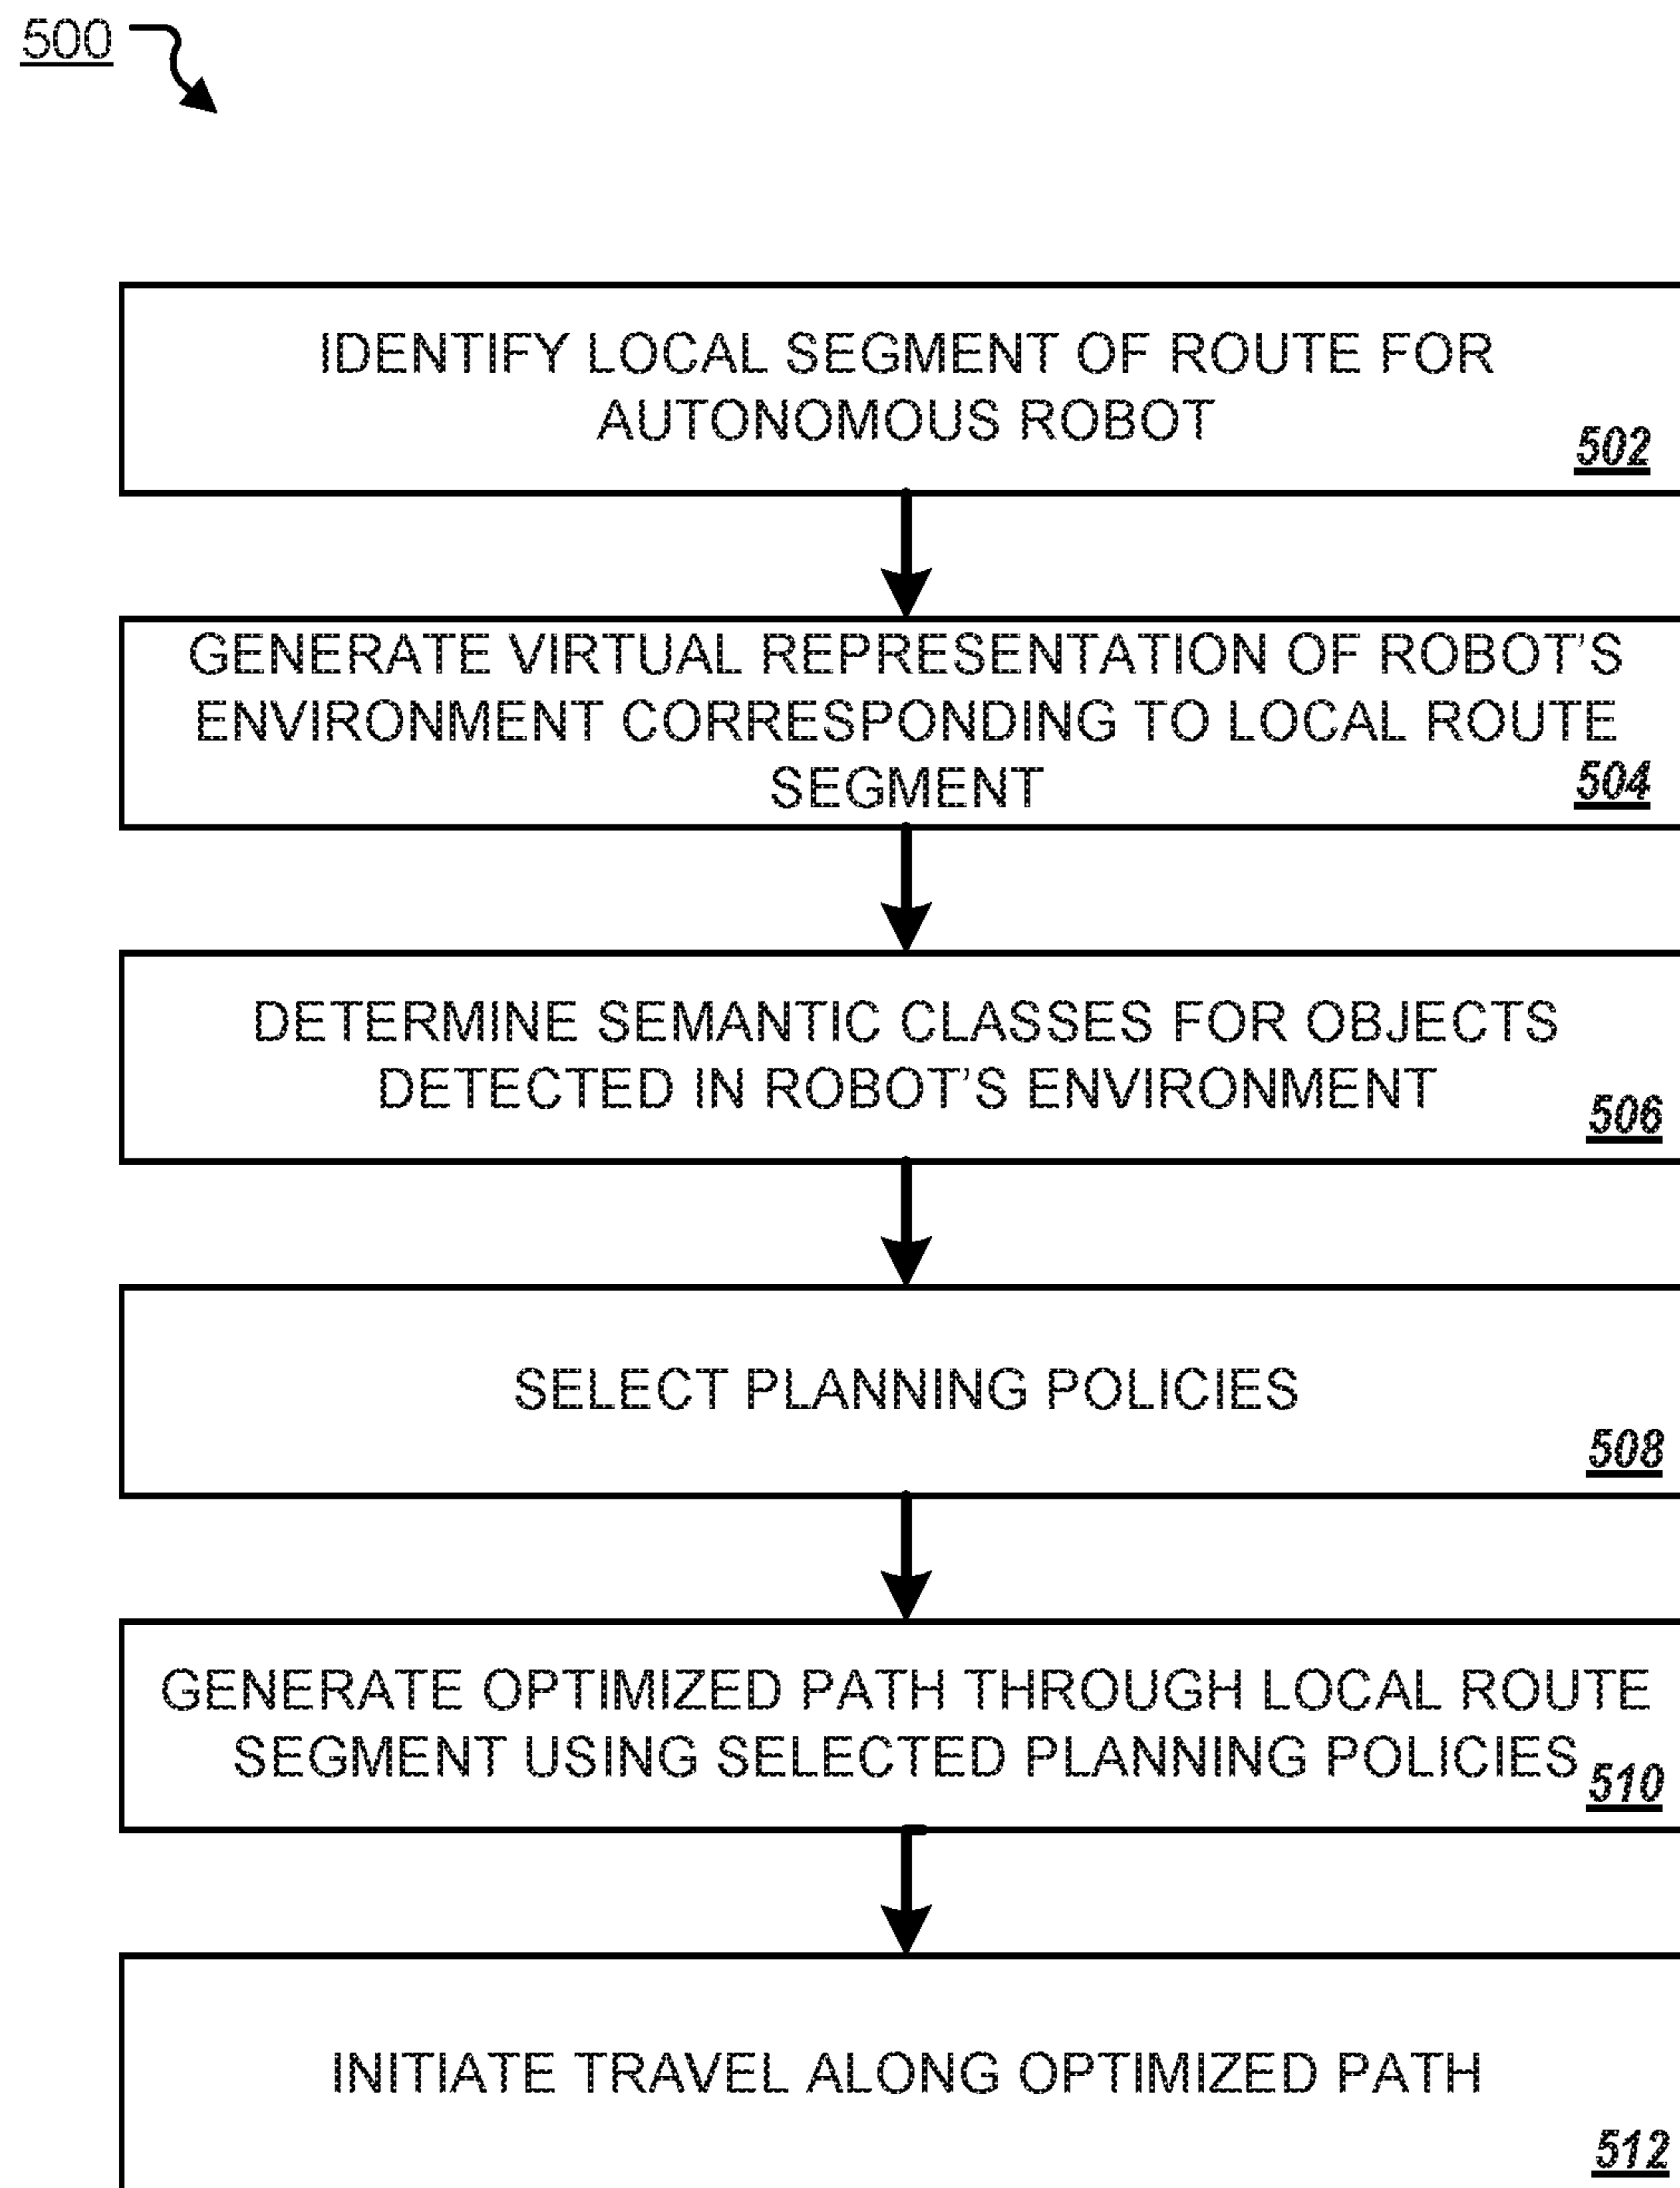 500
IDENTIFY LOCAL SEGMENT OF ROUTE FOR
AUTONOMOUS ROBOT
502
GENERATE VIRTUAL REPRESENTATION OF ROBOT'S
ENVIRONMENT CORRESPONDING TO LOCAL ROUTE
SEGMENT
504
DETERMINE SEMANTIC CLASSES FOR OBJECTS
DETECTED IN ROBOT'S ENVIRONMENT
506
SELECT PLANNING POLICIES
508
GENERATE OPTIMIZED PATH THROUGH LOCAL ROUTE
SEGMENT USING SELECTED PLANNING POLICIES
510
INITIATE TRAVEL ALONG OPTIMIZED PATH
512